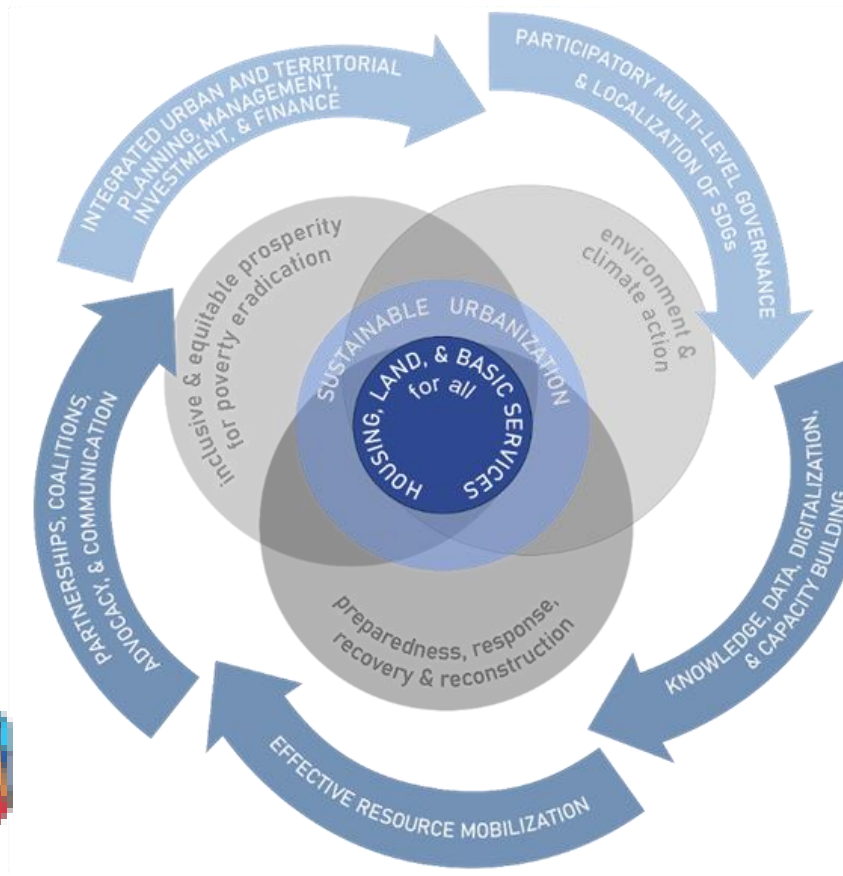 INTEGRATED URBAN AND TERRITORIAL
PLANNING, MANAGEMENT,
INVESTMENT, & FINANCE
PARTICIPATORY MULTI-LEVEL GOVERNANCE
& LOCALIZATION OF SDGs
inclusive & equitable prosperity
for poverty eradication
environment &
climate action
SUSTAINABLE URBANIZATION
HOUSING, LAND, & BASIC SERVICES
for all
preparedness, response,
recovery & reconstruction
KNOWLEDGE, DATA, DIGITALIZATION,
& CAPACITY BUILDING
EFFECTIVE RESOURCE MOBILIZATION
PARTNERSHIPS, COALITIONS,
ADVOCACY, & COMMUNICATION